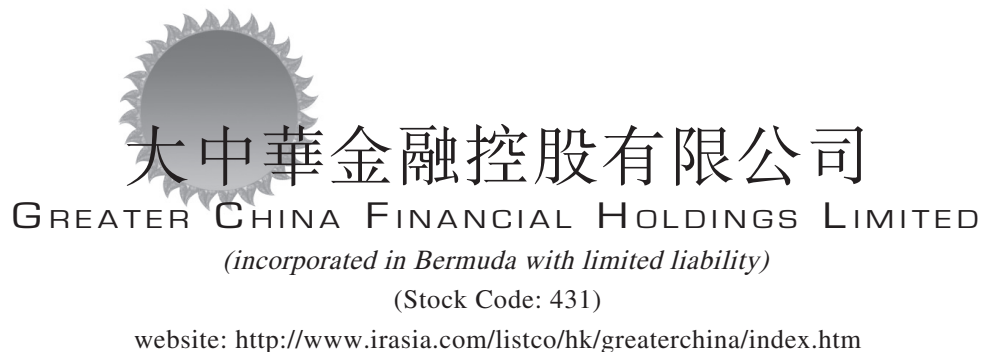 大中華金融控股有限公司
GREATER CHINA FINANCIAL HOLDINGS LIMITED
(incorporated in Bermuda with limited liability)
(Stock Code: 431)
website: http://www.irasia.com/listco/hk/greaterchina/index.htm